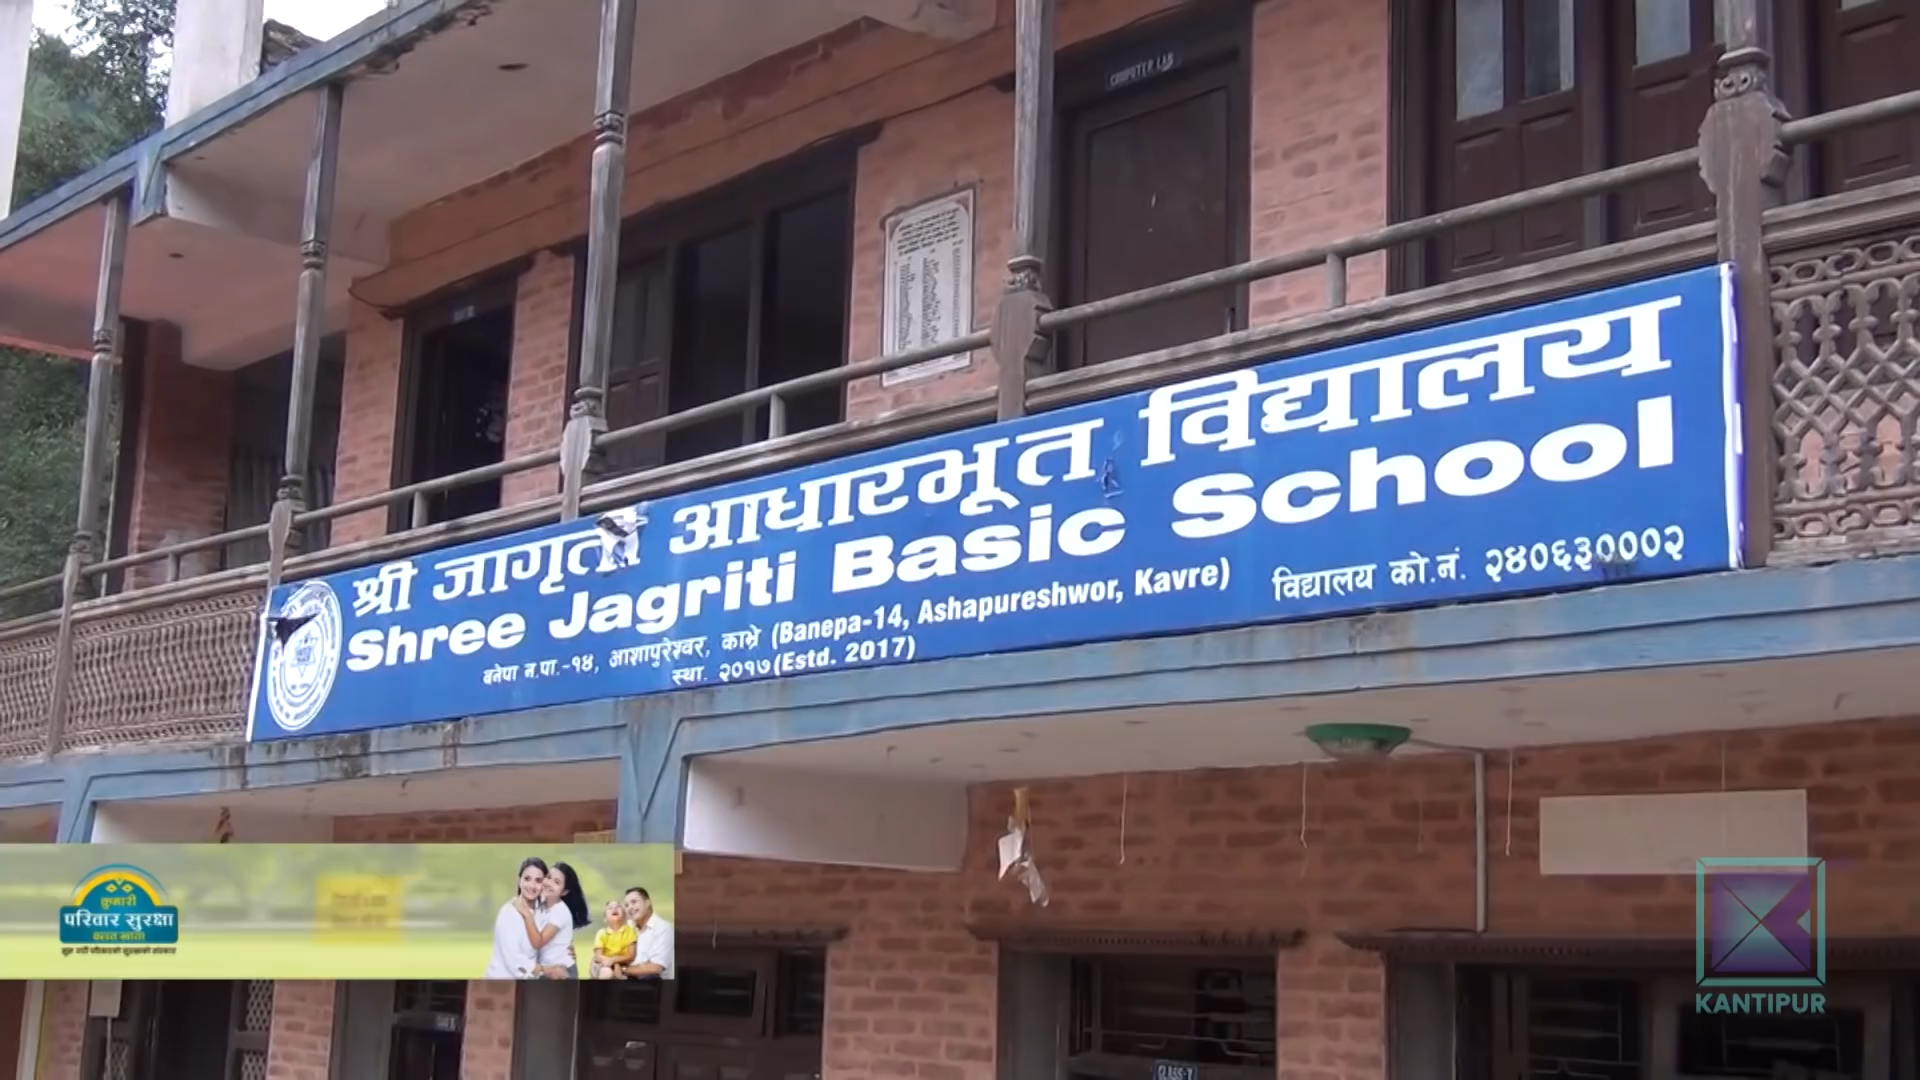 COMPUTER LAB
श्री जागृती आधारभूत विद्यालय
Shree Jagriti Basic School
बनेपा न.पा.-१४, आशापुरेश्वर, काभ्रे (Banepa-14, Ashapureshwor, Kavre)
विद्यालय को.नं. २४०६३०००२
स्था. २०१७(Estd. 2017)
कुमारी
परिवार सुरक्षा
बचत खाता
KANTIPUR